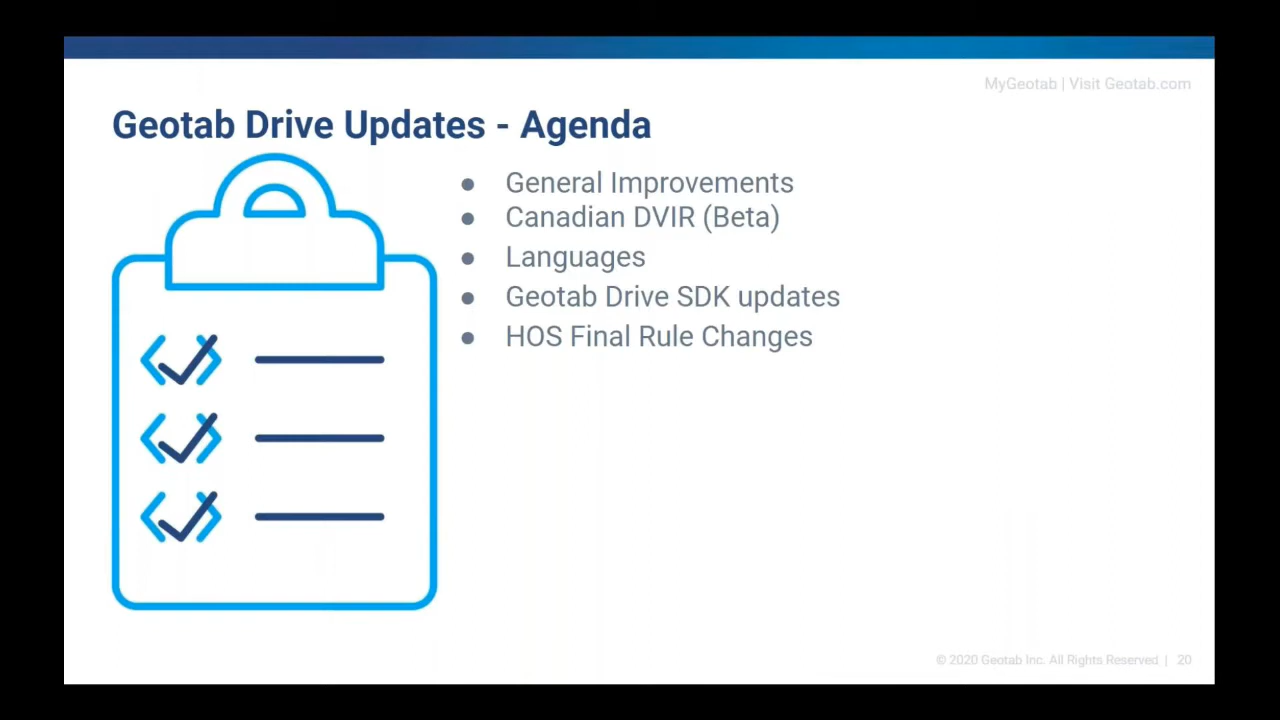 MyGeotab | Visit Geotab.com
Geotab Drive Updates - Agenda
● General Improvements
● Canadian DVIR (Beta)
● Languages
● Geotab Drive SDK updates
● HOS Final Rule Changes
© 2020 Geotab Inc. All Rights Reserved | 20